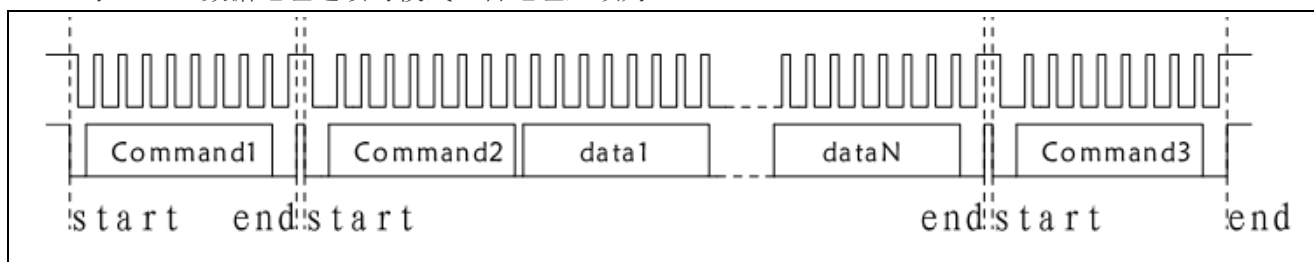 Command1 Command2 data1 dataN Command3
start end start end start end